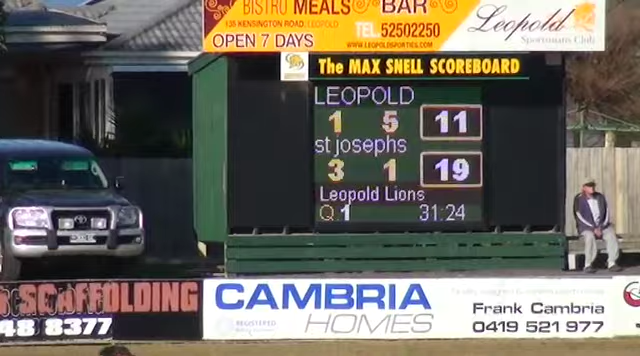 BISTRO MEALS BAR
135 KENSINGTON ROAD, LEOPOLD TEL. 52502250
OPEN 7 DAYS WWW.LEOPOLDSPORTIES.COM
Leopold
Sportsmans Club
The MAX SNELL SCOREBOARD
LEOPOLD
1 5 11
st josephs
3 1 19
Leopold Lions
Q 1 31:24
SCAFFOLDING
48 8377
CAMBRIA
HOMES
REGISTERED
Frank Cambria
0419 521 977